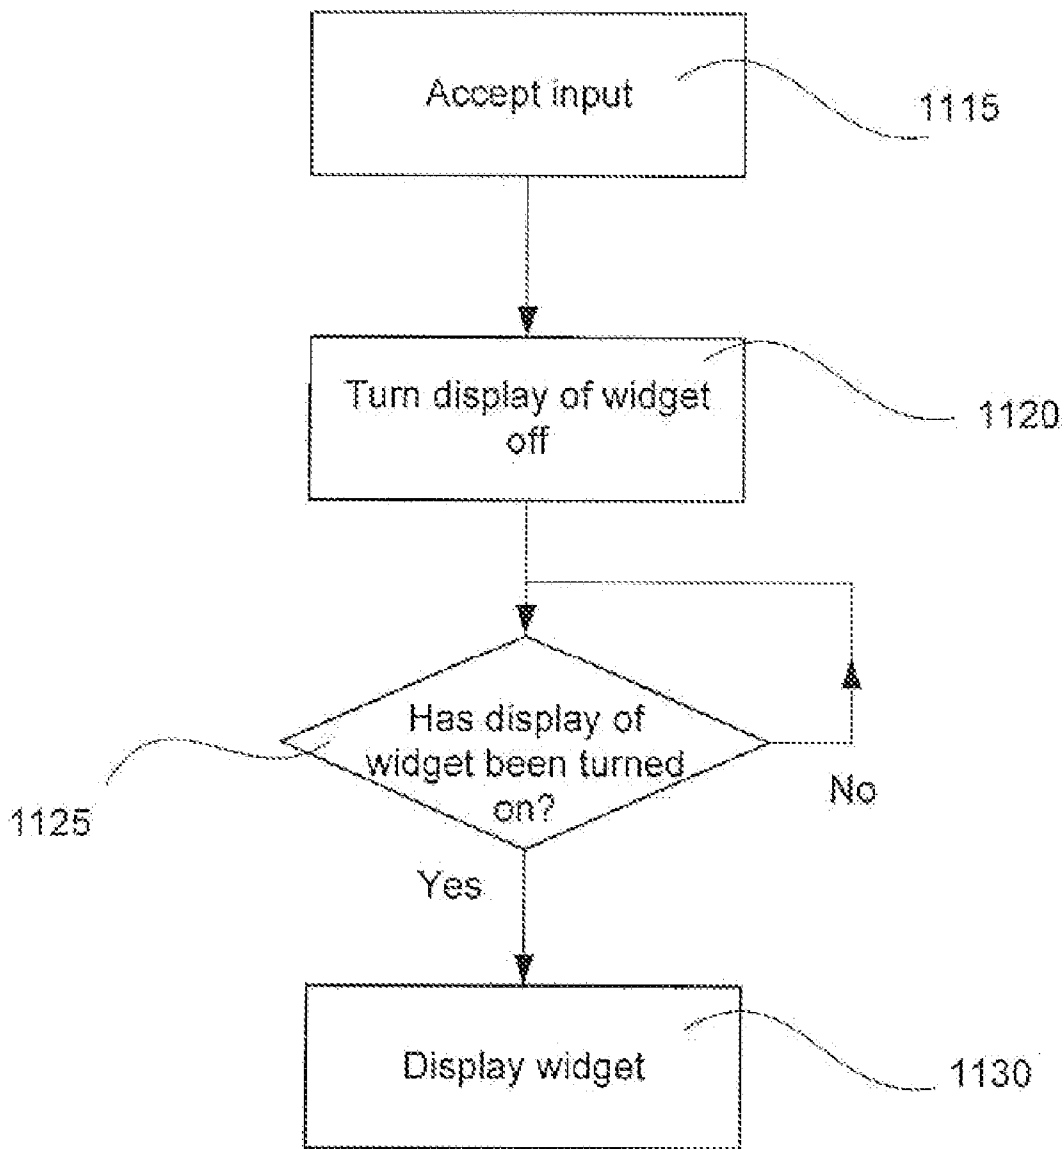 Accept input
1115
Turn display of widget
off
1120
Has display of
widget been turned
on?
No
1125
Yes
Display widget
1130